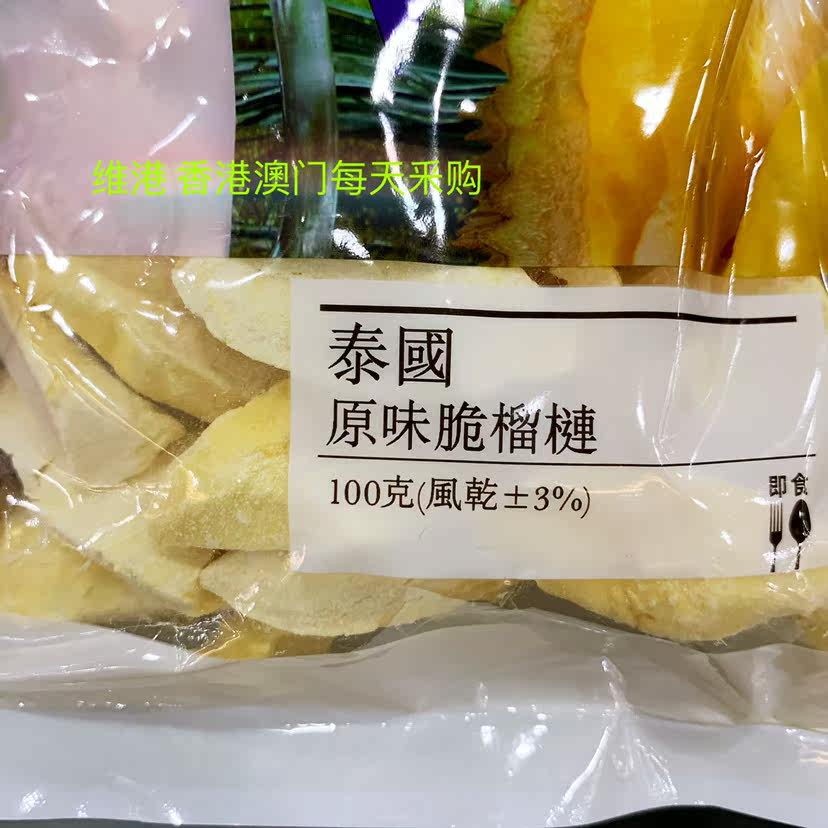 维港 香港澳门每天采购
泰國
原味脆榴槤
100克(風乾±3%)
即食